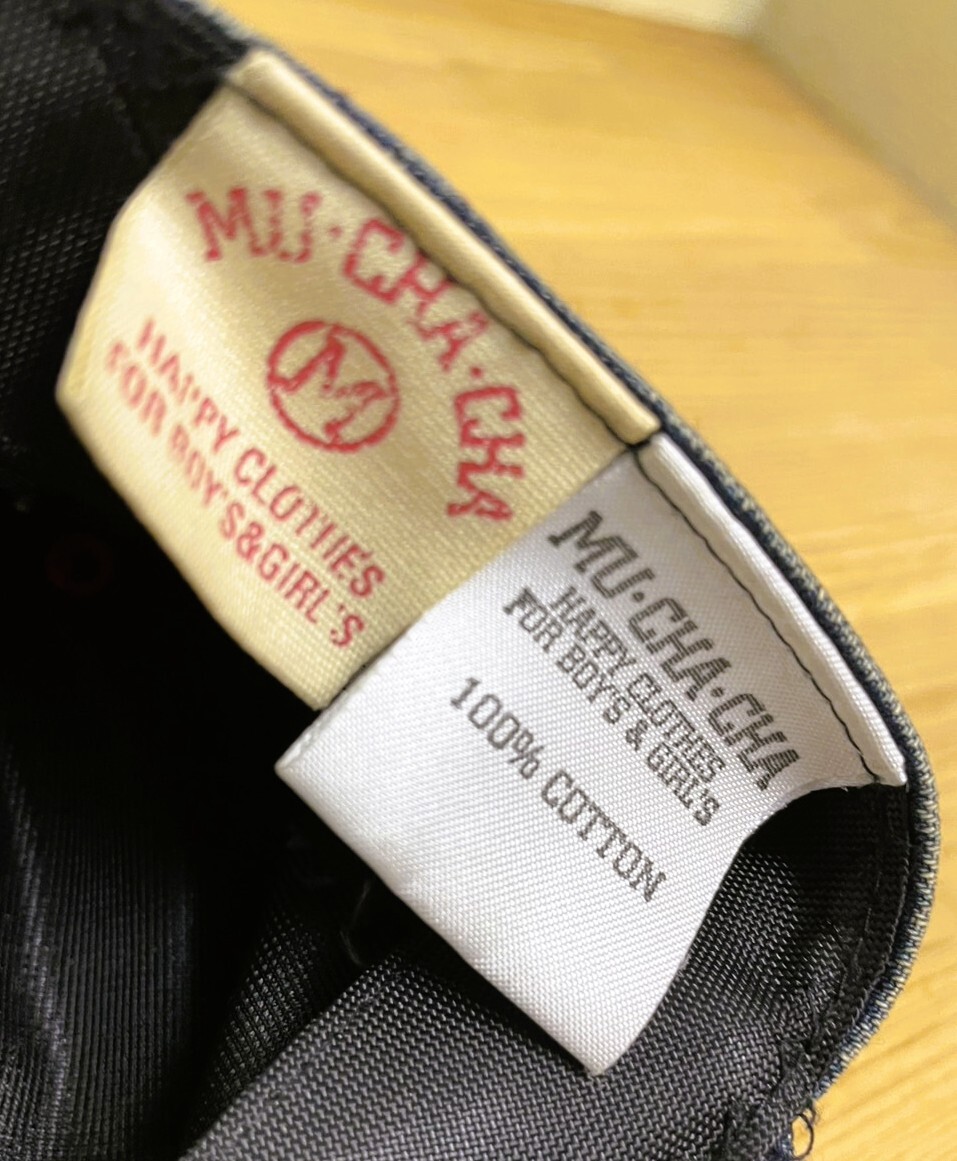 MU·CHA·CHA
M
HAPPY CLOTHES
FOR BOY'S&GIRL'S
MU·CHA·CHA
HAPPY CLOTHES
FOR BOY'S & GIRL'S
100% COTTON